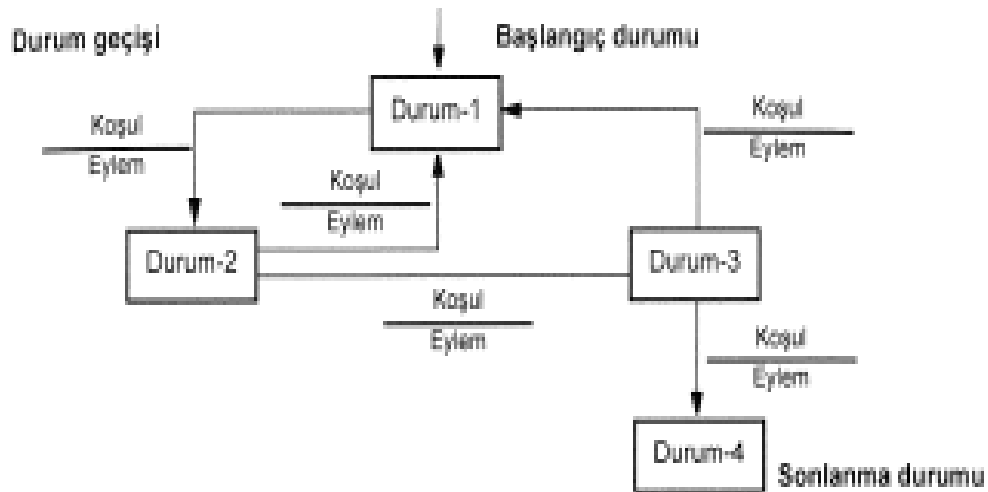 Durum geçişi
Başlangıç durumu
Durum-1
Koşul
Eylem
Koşul
Eylem
Koşul
Eylem
Durum-2
Durum-3
Koşul
Eylem
Koşul
Eylem
Durum-4
Sonlanma durumu